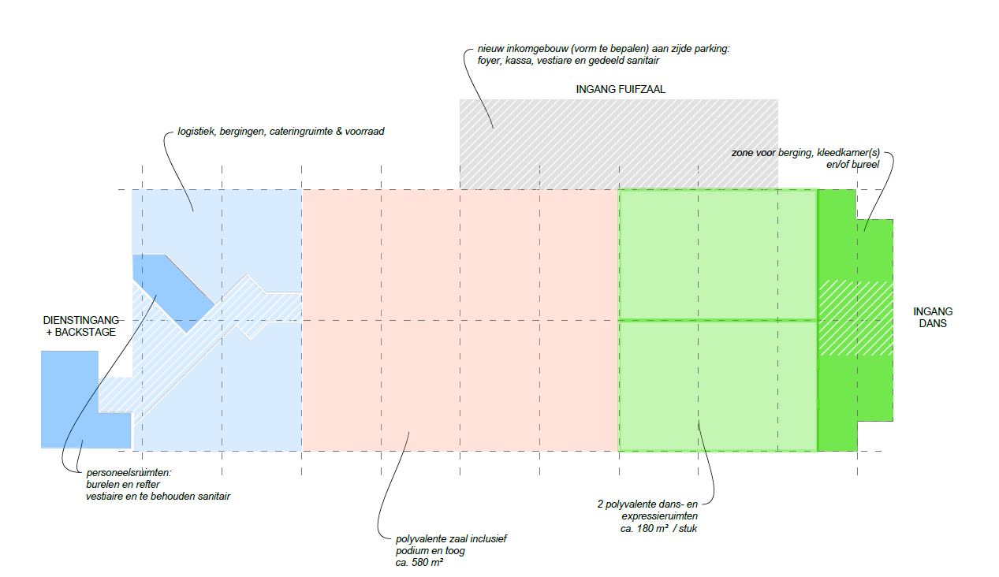 nieuw inkomgebouw (vorm te bepalen) aan zijde parking:
foyer, kassa, vestiare en gedeeld sanitair
INGANG FUIFZAAL
logistiek, bergingen, cateringruimte & voorraad
zone voor berging, kleedkamer(s)
en/of bureel
DIENSTINGANG
+ BACKSTAGE
INGANG
DANS
personeelsruimten:
burelen en refter
vestiaire en te behouden sanitair
2 polyvalente dans- en
expressieruimten
ca. 180 m² / stuk
polyvalente zaal inclusief
podium en toog
ca. 580 m²